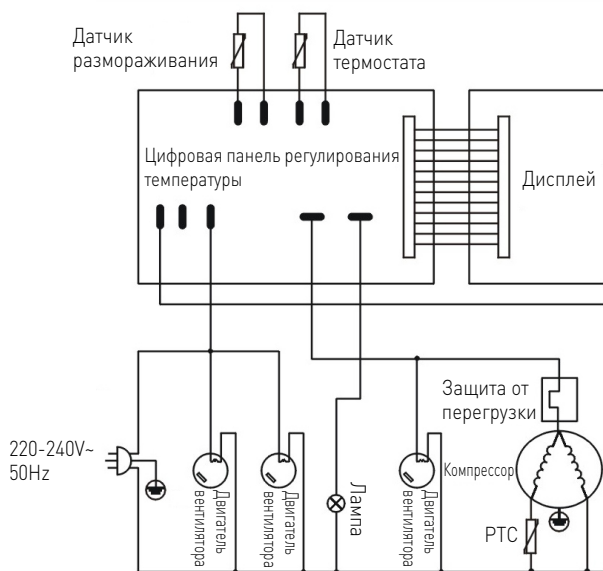 Датчик
размораживания
Датчик
термостата
Цифровая панель регулирования
температуры
Дисплей
Защита от
перегрузки
220-240V~
50Hz
Двигатель
вентилятора
Двигатель
вентилятора
Лампа
Двигатель
вентилятора
Компрессор
PTC